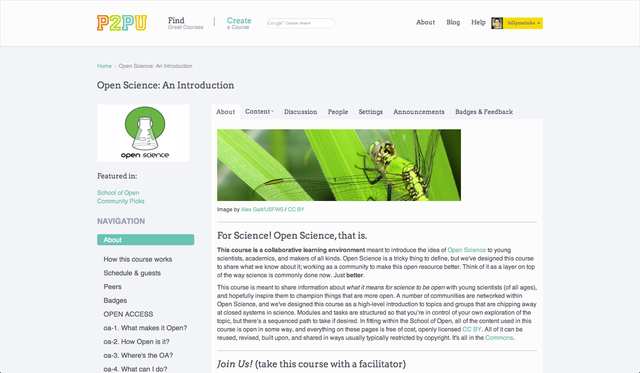 P2PU
Find
Great Courses
Create
a Course
Google™ Custom Search
About
Blog
Help
billymeinke
Home › Open Science: An Introduction
Open Science: An Introduction
open science
Featured in:
School of Open
Community Picks
NAVIGATION
About
How this course works
Schedule & guests
Peers
Badges
OPEN ACCESS
oa-1. What makes it Open?
oa-2. How Open is it?
oa-3. Where's the OA?
oa-4. What can I do?
About
Content
Discussion
People
Settings
Announcements
Badges & Feedback
Image by Alex Galt/USFWS / CC BY
For Science! Open Science, that is.
This course is a collaborative learning environment meant to introduce the idea of Open Science to young
scientists, academics, and makers of all kinds. Open Science is a tricky thing to define, but we've designed this course
to share what we know about it; working as a community to make this open resource better. Think of it as a layer on top
of the way science is commonly done now. Just better.
This course is meant to share information about what it means for science to be open with young scientists (of all ages),
and hopefully inspire them to champion things that are more open. A number of communities are networked within
Open Science, and we've designed this course as a high-level introduction to topics and groups that are chipping away
at closed systems in science. Modules and tasks are structured so that you're in control of your own exploration of the
topic, but there's a sequenced path to take if desired. In fitting within the School of Open, all of the content used in this
course is open in some way, and everything on these pages is free of cost, openly licensed CC BY. All of it can be
reused, revised, built upon, and shared in ways usually typically restricted by copyright. It's all in the Commons.
Join Us! (take this course with a facilitator)